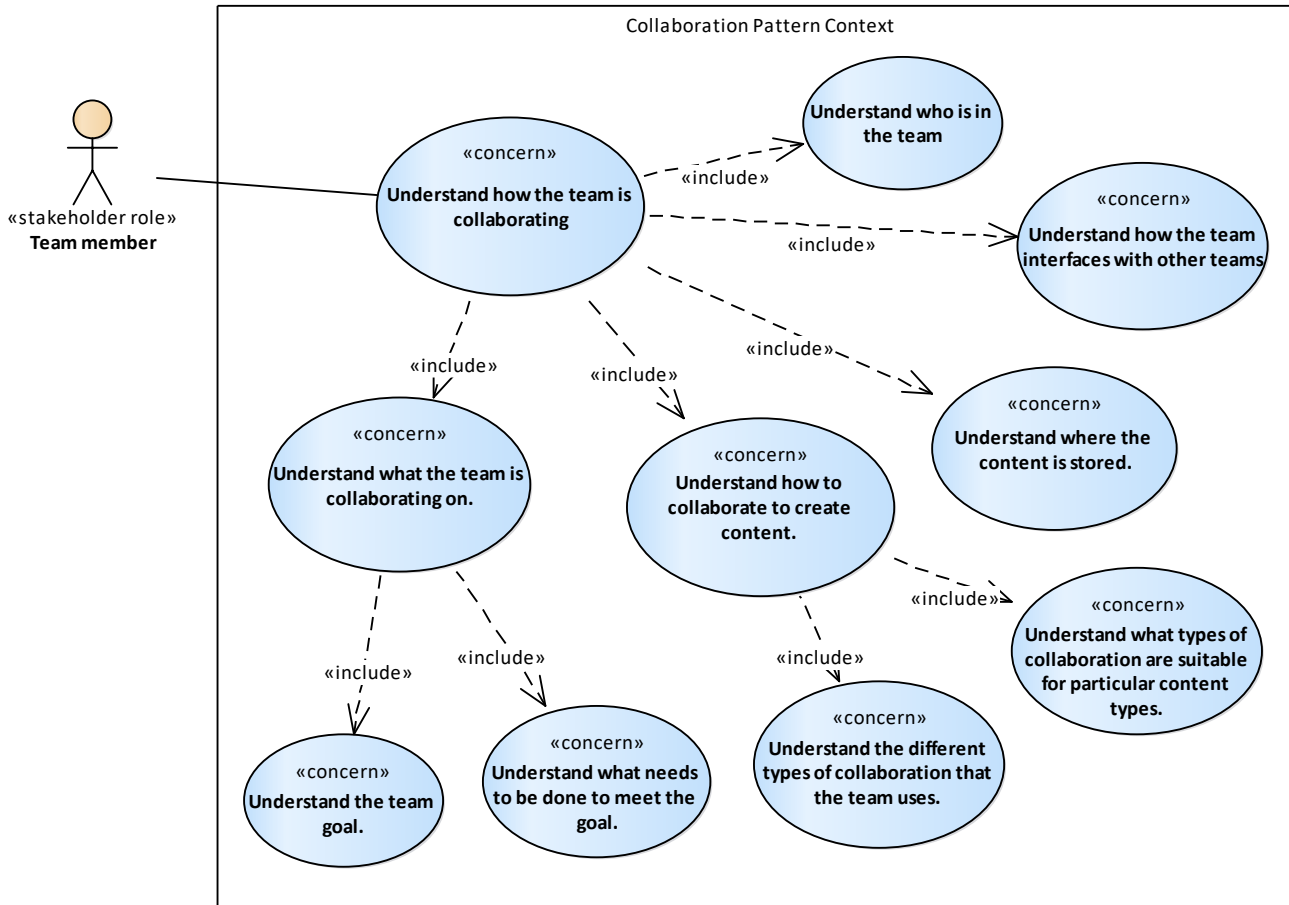 Collaboration Pattern Context
«stakeholder role»
Team member
«concern»
Understand how the team is
collaborating
«include»
Understand who is in
the team
«include»
«concern»
Understand how the team
interfaces with other teams
«include»
«concern»
Understand where the
content is stored.
«include»
«concern»
Understand what the team is
collaborating on.
«include»
«concern»
Understand how to
collaborate to create
content.
«include»
«concern»
Understand what types of
collaboration are suitable
for particular content
types.
«include»
«concern»
Understand the team
goal.
«include»
«concern»
Understand what needs
to be done to meet the
goal.
«include»
«concern»
Understand the different
types of collaboration that
the team uses.